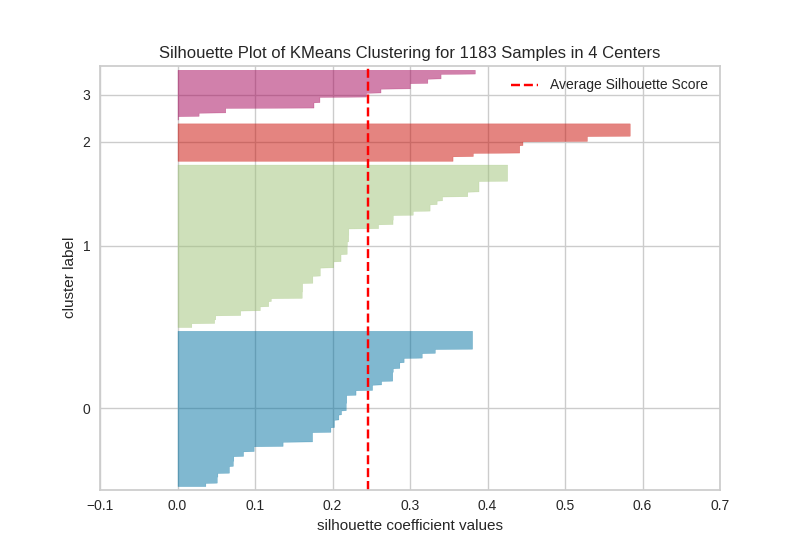 Silhouette Plot of KMeans Clustering for 1183 Samples in 4 Centers
Average Silhouette Score
3
2
1
0
cluster label
−0.1 0.0 0.1 0.2 0.3 0.4 0.5 0.6 0.7
silhouette coefficient values